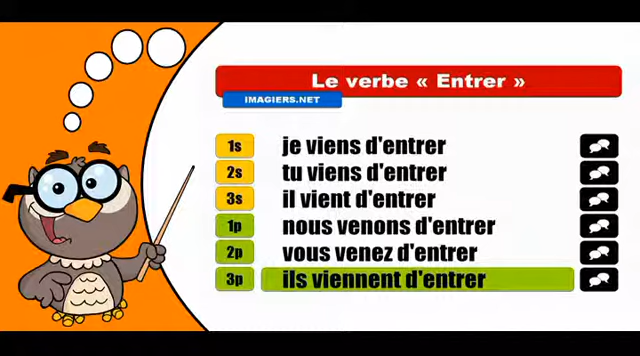 Le verbe « Entrer »
IMAGIERS.NET
1s je viens d'entrer
2s tu viens d'entrer
3s il vient d'entrer
1p nous venons d'entrer
2p vous venez d'entrer
3p ils viennent d'entrer